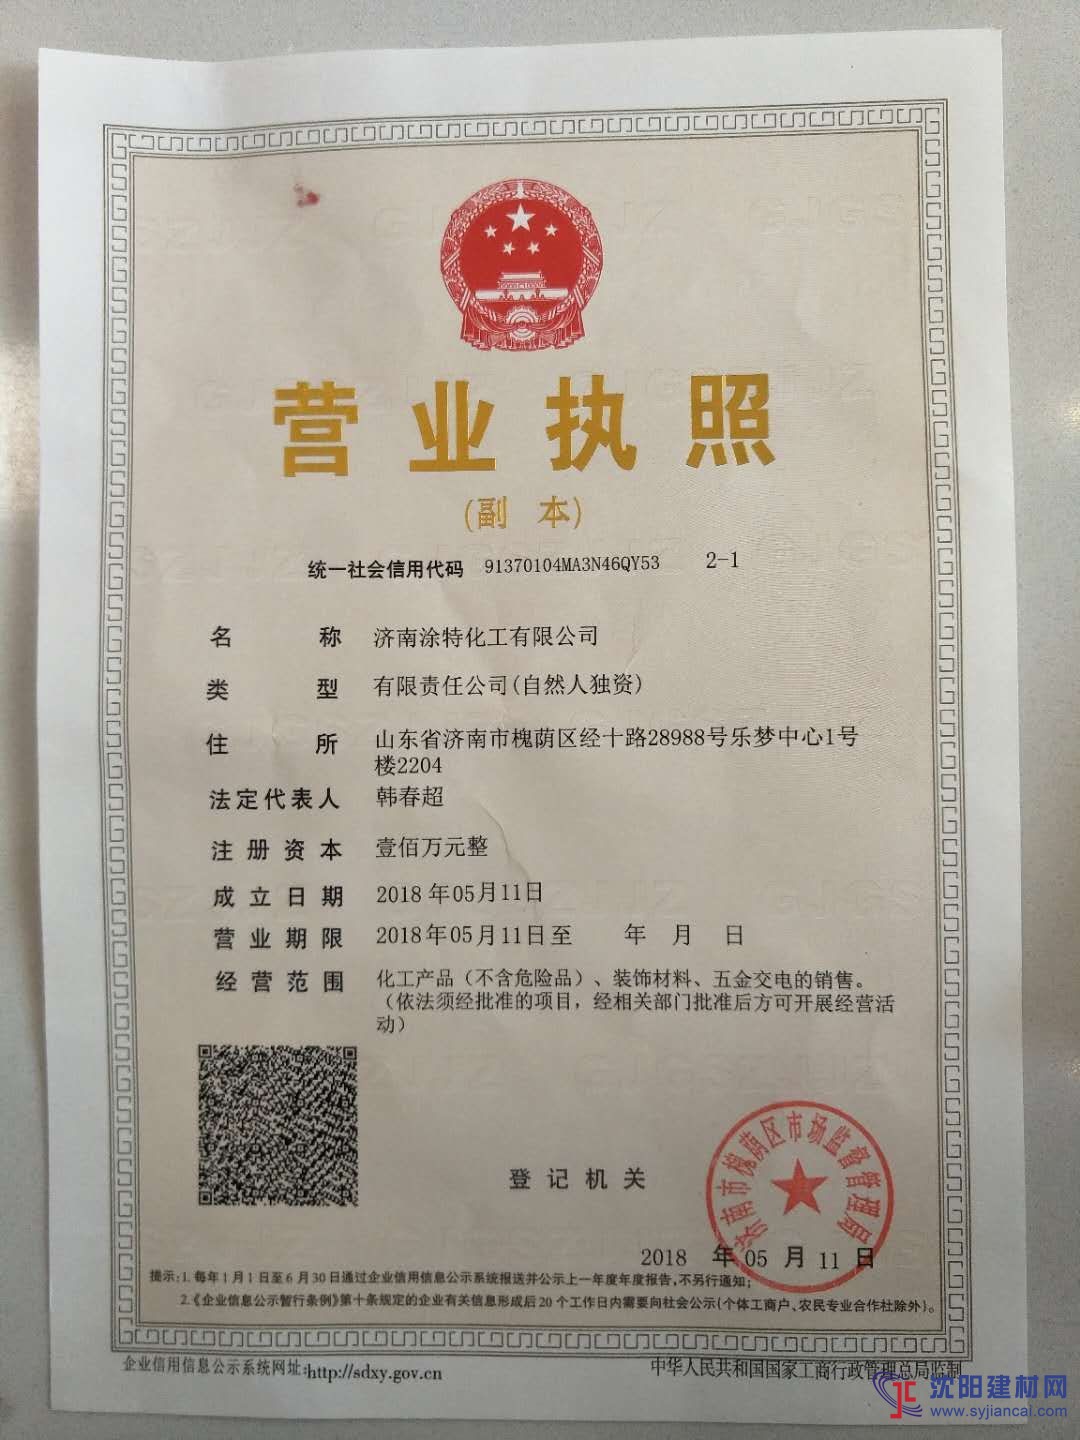 营业执照
(副 本)
统一社会信用代码 91370104MA3N46QY53 2-1
名称 济南涂特化工有限公司
类型 有限责任公司(自然人独资)
住所 山东省济南市槐荫区经十路28988号乐梦中心1号
楼2204
法定代表人 韩春超
注册资本 壹佰万元整
成立日期 2018年05月11日
营业期限 2018年05月11日至 年 月 日
经营范围 化工产品（不含危险品）、装饰材料、五金交电的销售。
（依法须经批准的项目，经相关部门批准后方可开展经营活
动）
济南市槐荫区市场监督管理局
登记机关
2018 年 05 月 11 日
提示:1.每年1月1日至6月30日通过企业信用信息公示系统报送并公示上一年度年度报告,不另行通知;
2.《企业信息公示暂行条例》第十条规定的企业有关信息形成后20个工作日内需要向社会公示(个体工商户、农民专业合作社除外)。
企业信用信息公示系统网址:http://sdxy.gov.cn
中华人民共和国国家工商行政管理总局监制
沈阳建材网
www.syjiancai.com